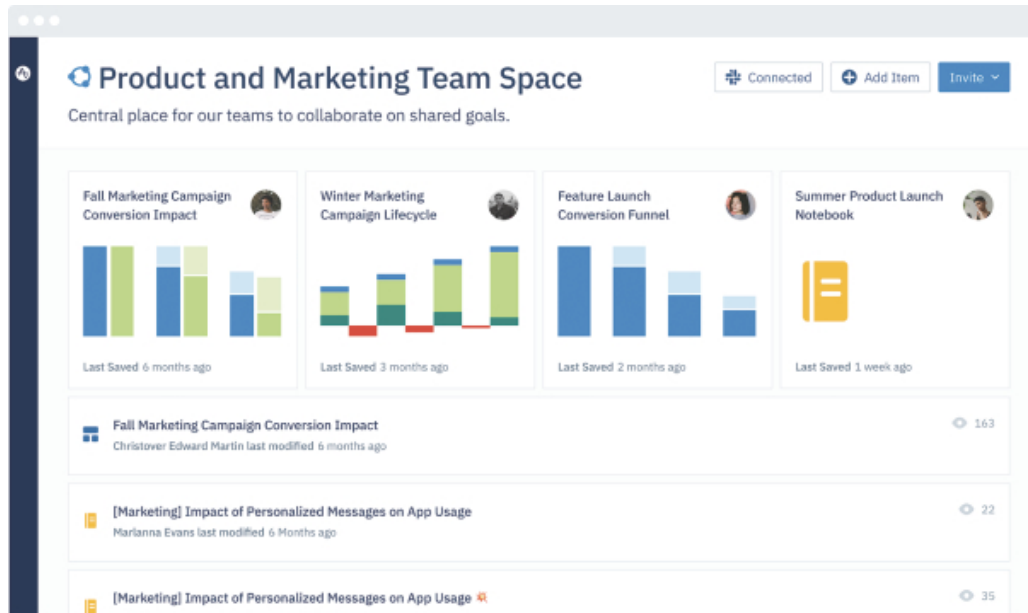 Product and Marketing Team Space
Connected
Add Item
Invite
Central place for our teams to collaborate on shared goals.
Fall Marketing Campaign
Conversion Impact
Last Saved 6 months ago
Winter Marketing
Campaign Lifecycle
Last Saved 3 months ago
Feature Launch
Conversion Funnel
Last Saved 2 months ago
Summer Product Launch
Notebook
Last Saved 1 week ago
Fall Marketing Campaign Conversion Impact
163
Christover Edward Martin last modified 6 months ago
[Marketing] Impact of Personalized Messages on App Usage
22
Marianna Evans last modified 6 Months ago
[Marketing] Impact of Personalized Messages on App Usage 💥
35